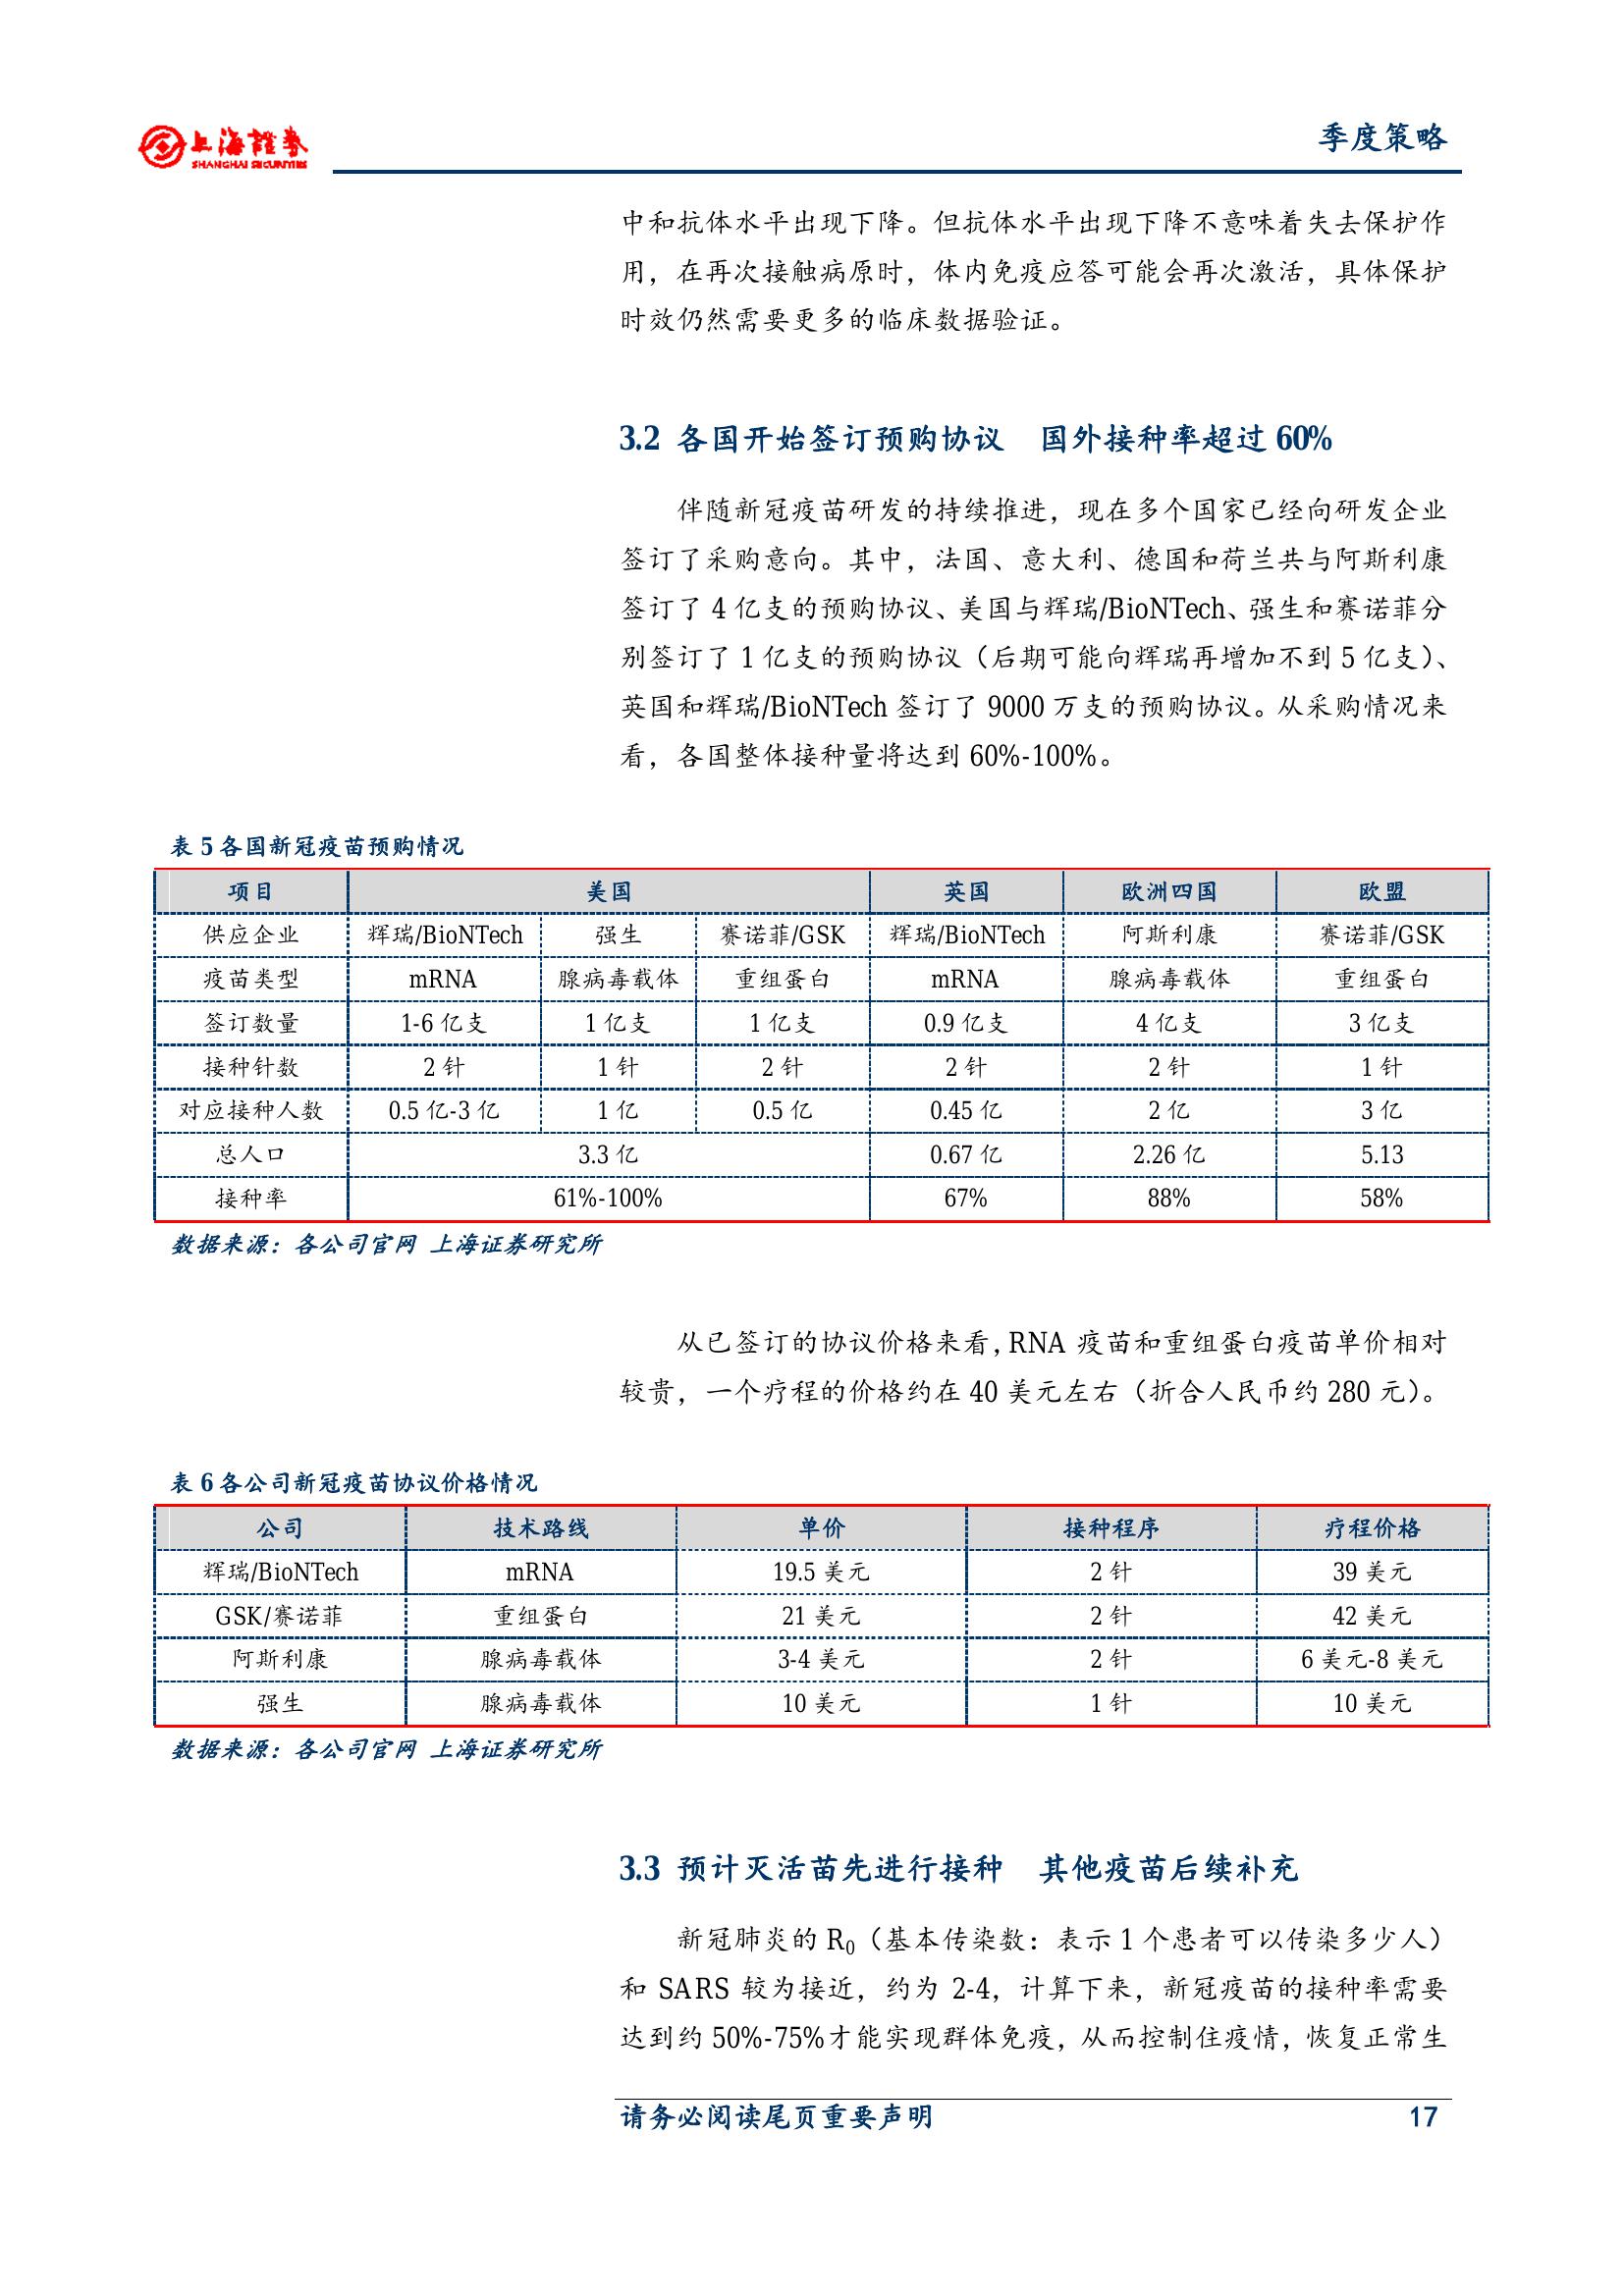 上海證券
SHANGHAI SECURITIES
季度策略
中和抗体水平出现下降。但抗体水平出现下降不意味着失去保护作
用，在再次接触病原时，体内免疫应答可能会再次激活，具体保护
时效仍然需要更多的临床数据验证。
3.2 各国开始签订预购协议 国外接种率超过 60%
伴随新冠疫苗研发的持续推进，现在多个国家已经向研发企业
签订了采购意向。其中，法国、意大利、德国和荷兰共与阿斯利康
签订了 4 亿支的预购协议、美国与辉瑞/BioNTech、强生和赛诺菲分
别签订了 1 亿支的预购协议（后期可能向辉瑞再增加不到 5 亿支）、
英国和辉瑞/BioNTech 签订了 9000 万支的预购协议。从采购情况来
看，各国整体接种量将达到 60%-100%。
表 5 各国新冠疫苗预购情况
项目 美国 英国 欧洲四国 欧盟
供应企业 辉瑞/BioNTech 强生 赛诺菲/GSK 辉瑞/BioNTech 阿斯利康 赛诺菲/GSK
疫苗类型 mRNA 腺病毒载体 重组蛋白 mRNA 腺病毒载体 重组蛋白
签订数量 1-6 亿支 1 亿支 1 亿支 0.9 亿支 4 亿支 3 亿支
接种针数 2 针 1 针 2 针 2 针 2 针 1 针
对应接种人数 0.5 亿-3 亿 1 亿 0.5 亿 0.45 亿 2 亿 3 亿
总人口 3.3 亿 0.67 亿 2.26 亿 5.13
接种率 61%-100% 67% 88% 58%
数据来源：各公司官网 上海证券研究所
从已签订的协议价格来看，RNA 疫苗和重组蛋白疫苗单价相对
较贵，一个疗程的价格约在 40 美元左右（折合人民币约 280 元）。
表 6 各公司新冠疫苗协议价格情况
公司 技术路线 单价 接种程序 疗程价格
辉瑞/BioNTech mRNA 19.5 美元 2 针 39 美元
GSK/赛诺菲 重组蛋白 21 美元 2 针 42 美元
阿斯利康 腺病毒载体 3-4 美元 2 针 6 美元-8 美元
强生 腺病毒载体 10 美元 1 针 10 美元
数据来源：各公司官网 上海证券研究所
3.3 预计灭活苗先进行接种 其他疫苗后续补充
新冠肺炎的 R0（基本传染数：表示 1 个患者可以传染多少人）
和 SARS 较为接近，约为 2-4，计算下来，新冠疫苗的接种率需要
达到约 50%-75%才能实现群体免疫，从而控制住疫情，恢复正常生
请务必阅读尾页重要声明 17